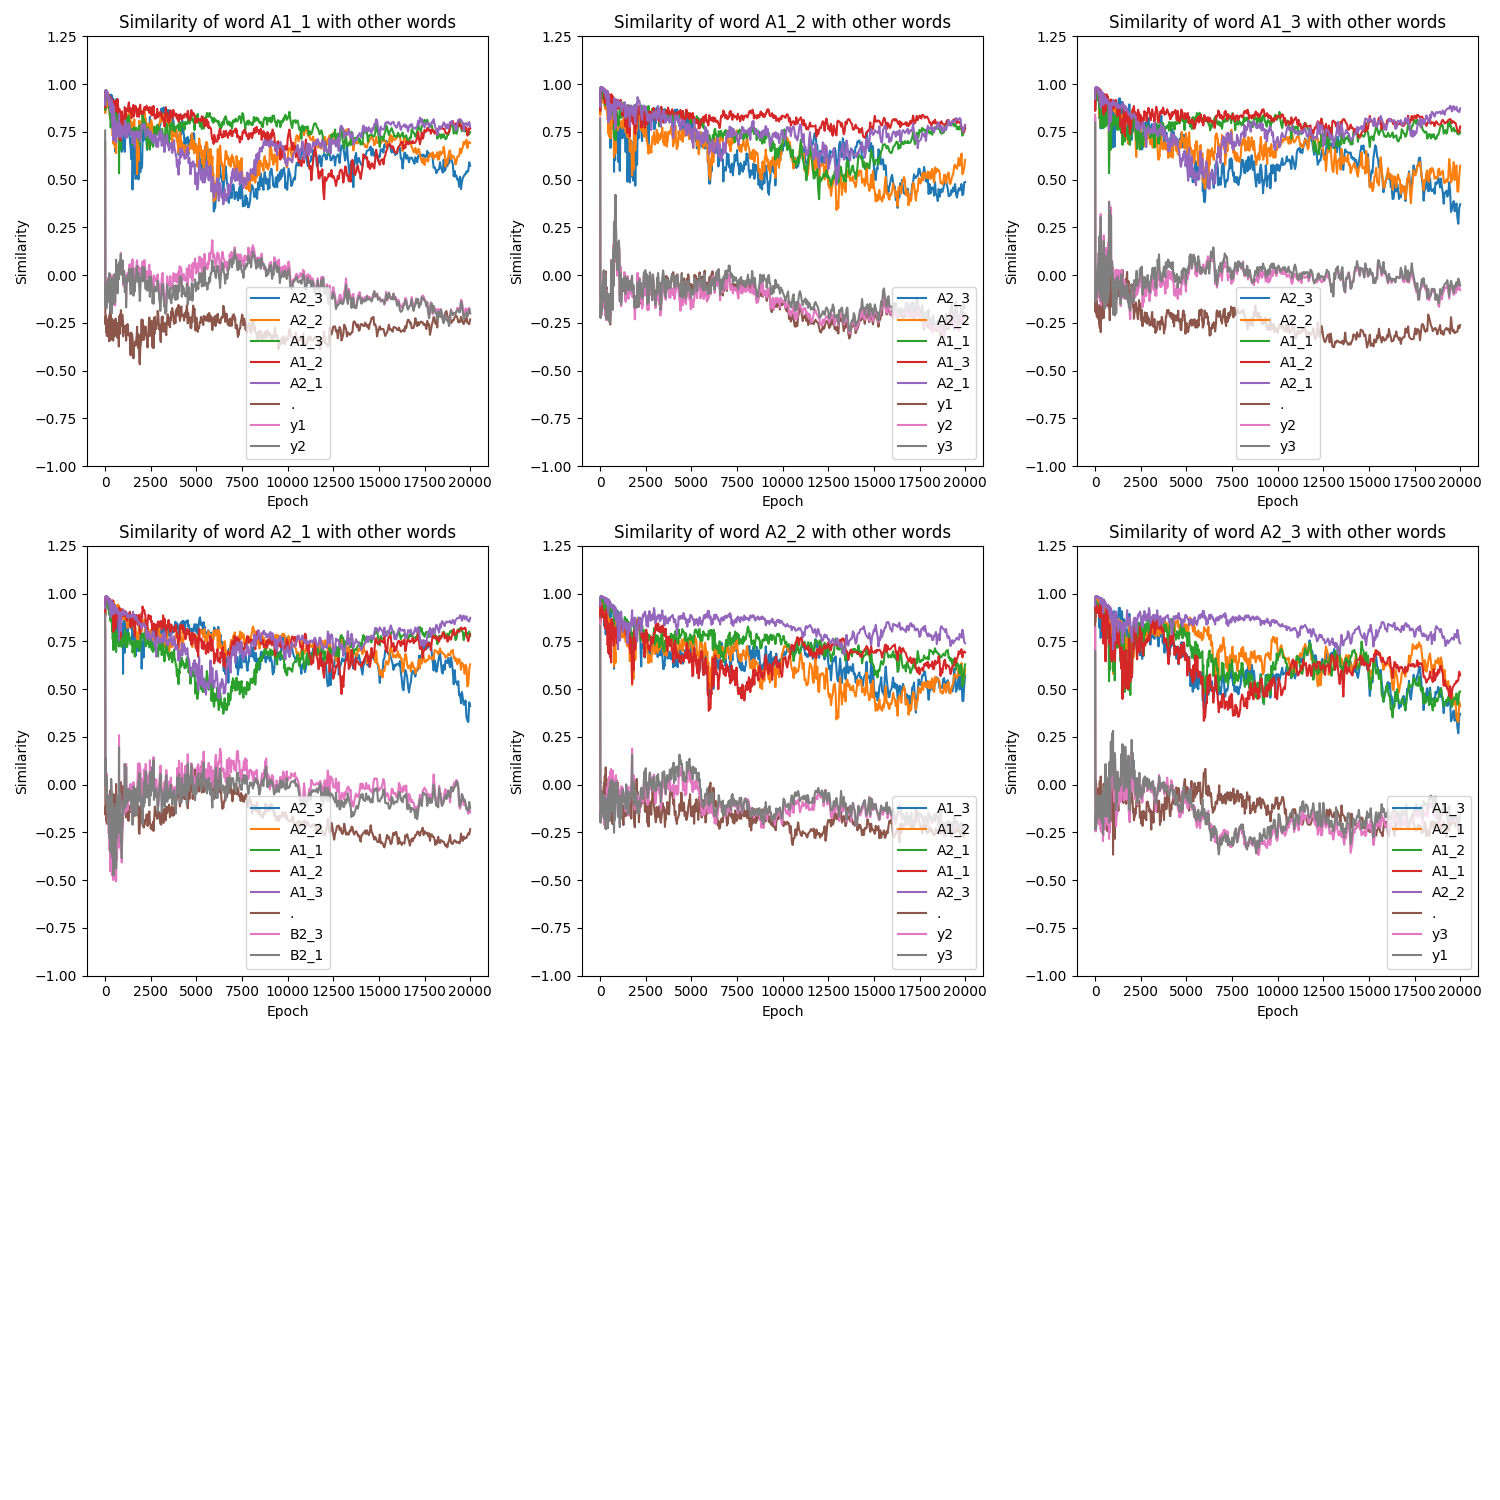 Similarity of word A1_1 with other words
1.25
1.00
0.75
0.50
0.25
0.00
−0.25
−0.50
−0.75
−1.00
Similarity
A2_3
A2_2
A1_3
A1_2
A2_1
.
y1
y2
0 2500 5000 7500 10000 12500 15000 17500 20000
Epoch
Similarity of word A1_2 with other words
1.25
1.00
0.75
0.50
0.25
0.00
−0.25
−0.50
−0.75
−1.00
Similarity
A2_3
A2_2
A1_1
A1_3
A2_1
y1
y2
y3
0 2500 5000 7500 10000 12500 15000 17500 20000
Epoch
Similarity of word A1_3 with other words
1.25
1.00
0.75
0.50
0.25
0.00
−0.25
−0.50
−0.75
−1.00
Similarity
A2_3
A2_2
A1_1
A1_2
A2_1
.
y2
y3
0 2500 5000 7500 10000 12500 15000 17500 20000
Epoch
Similarity of word A2_1 with other words
1.25
1.00
0.75
0.50
0.25
0.00
−0.25
−0.50
−0.75
−1.00
Similarity
A2_3
A2_2
A1_1
A1_2
A1_3
.
B2_3
B2_1
0 2500 5000 7500 10000 12500 15000 17500 20000
Epoch
Similarity of word A2_2 with other words
1.25
1.00
0.75
0.50
0.25
0.00
−0.25
−0.50
−0.75
−1.00
Similarity
A1_3
A1_2
A2_1
A1_1
A2_3
.
y2
y3
0 2500 5000 7500 10000 12500 15000 17500 20000
Epoch
Similarity of word A2_3 with other words
1.25
1.00
0.75
0.50
0.25
0.00
−0.25
−0.50
−0.75
−1.00
Similarity
A1_3
A2_1
A1_2
A1_1
A2_2
.
y3
y1
0 2500 5000 7500 10000 12500 15000 17500 20000
Epoch